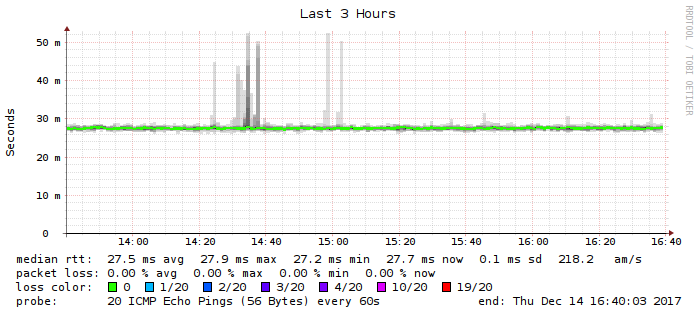 Last 3 Hours
RRDTOOL / TOBI OETIKER
Seconds
50 m
40 m
30 m
20 m
10 m
0
14:00 14:20 14:40 15:00 15:20 15:40 16:00 16:20 16:40
median rtt: 27.5 ms avg 27.9 ms max 27.2 ms min 27.7 ms now 0.1 ms sd 218.2 am/s
packet loss: 0.00 % avg 0.00 % max 0.00 % min 0.00 % now
loss color: 0 1/20 2/20 3/20 4/20 10/20 19/20
probe: 20 ICMP Echo Pings (56 Bytes) every 60s end: Thu Dec 14 16:40:03 2017